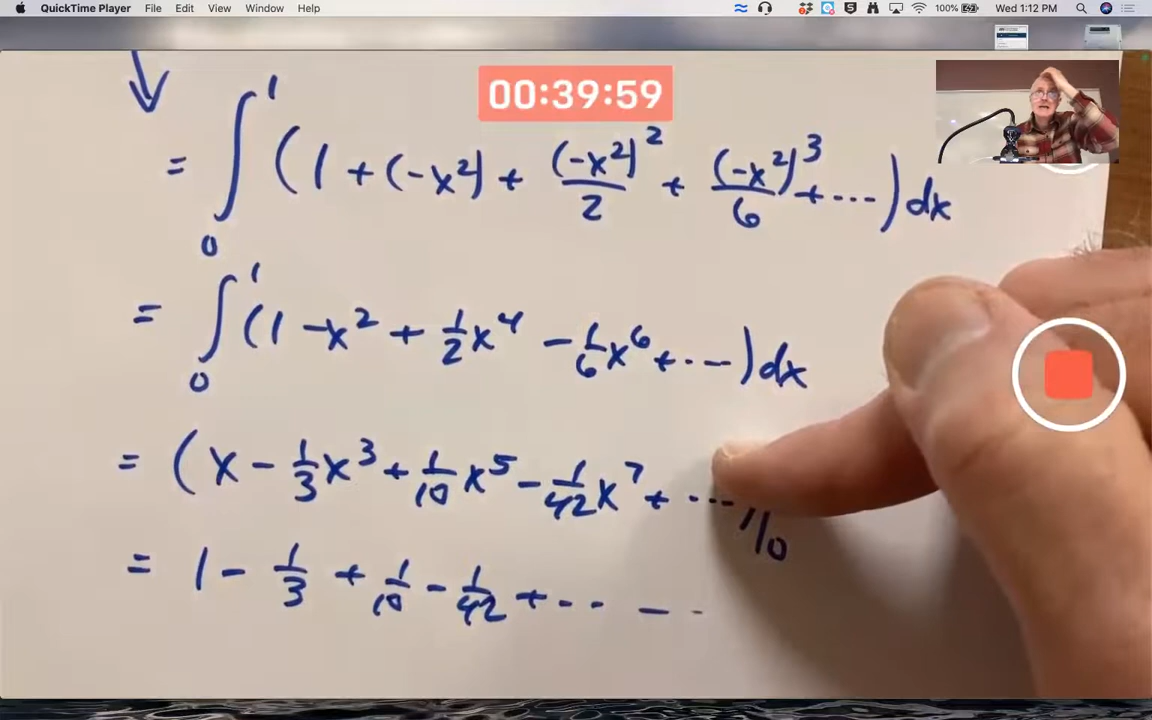 QuickTime Player File Edit View Window Help 100% Wed 1:12 PM
00:39:59
= ∫₀¹ (1 + (-x²) + (-x²)²/2 + (-x²)³/6 + ...) dx
= ∫₀¹ (1 - x² + 1/2 x⁴ - 1/6 x⁶ + ...) dx
= (x - 1/3 x³ + 1/10 x⁵ - 1/42 x⁷ + ...
= 1 - 1/3 + 1/10 - 1/42 + ...